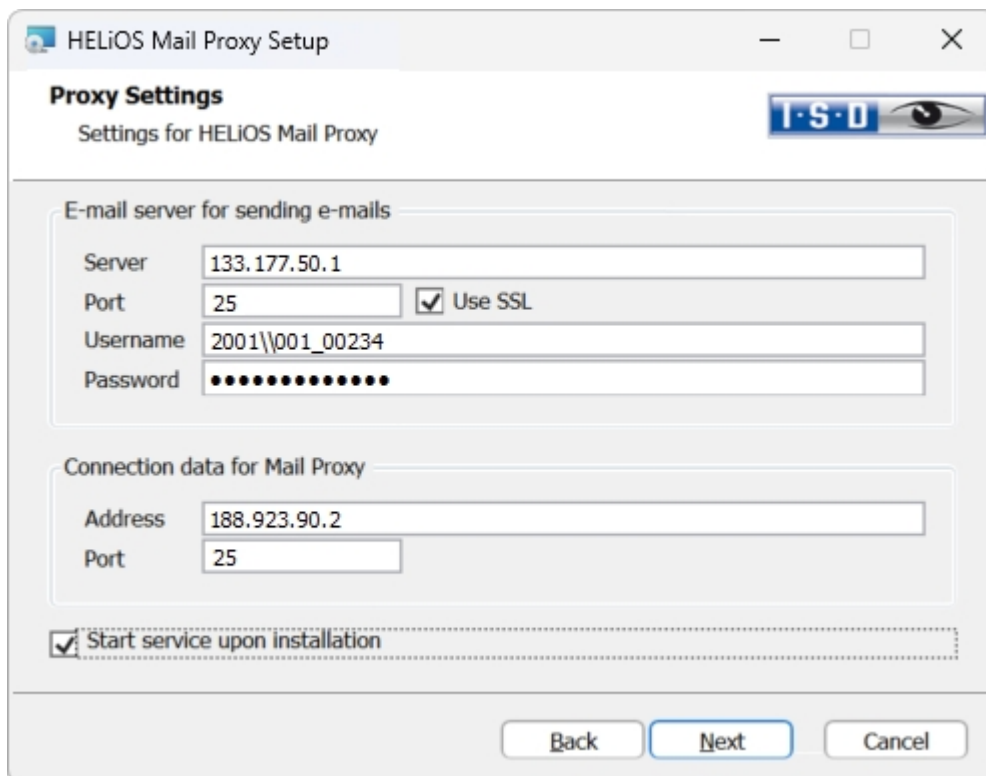 HELiOS Mail Proxy Setup
Proxy Settings
Settings for HELiOS Mail Proxy
I·S·D
E-mail server for sending e-mails
Server 133.177.50.1
Port 25 Use SSL
Username 2001\\001_00234
Password •••••••••••••
Connection data for Mail Proxy
Address 188.923.90.2
Port 25
Start service upon installation
Back Next Cancel